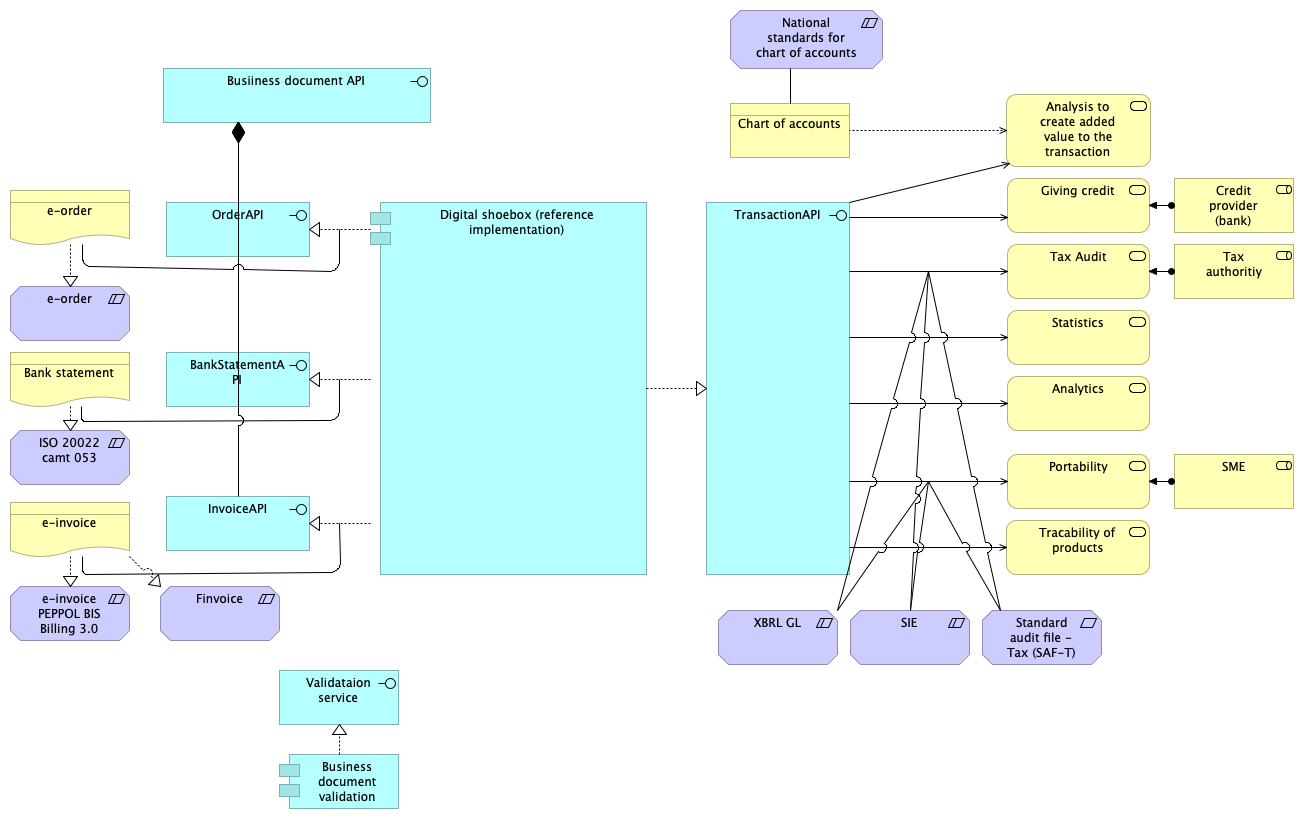 National
standards for
chart of accounts
Busiiness document API
Chart of accounts
Analysis to
create added
value to the
transaction
e-order
OrderAPI
Digital shoebox (reference
implementation)
TransactionAPI
Giving credit
Credit
provider
(bank)
Tax Audit
Tax
authoritiy
e-order
Statistics
Bank statement
BankStatementA
PI
Analytics
ISO 20022
camt 053
Portability
SME
e-invoice
InvoiceAPI
Tracability of
products
e-invoice
PEPPOL BIS
Billing 3.0
Finvoice
XBRL GL
SIE
Standard
audit file -
Tax (SAF-T)
Validataion
service
Business
document
validation